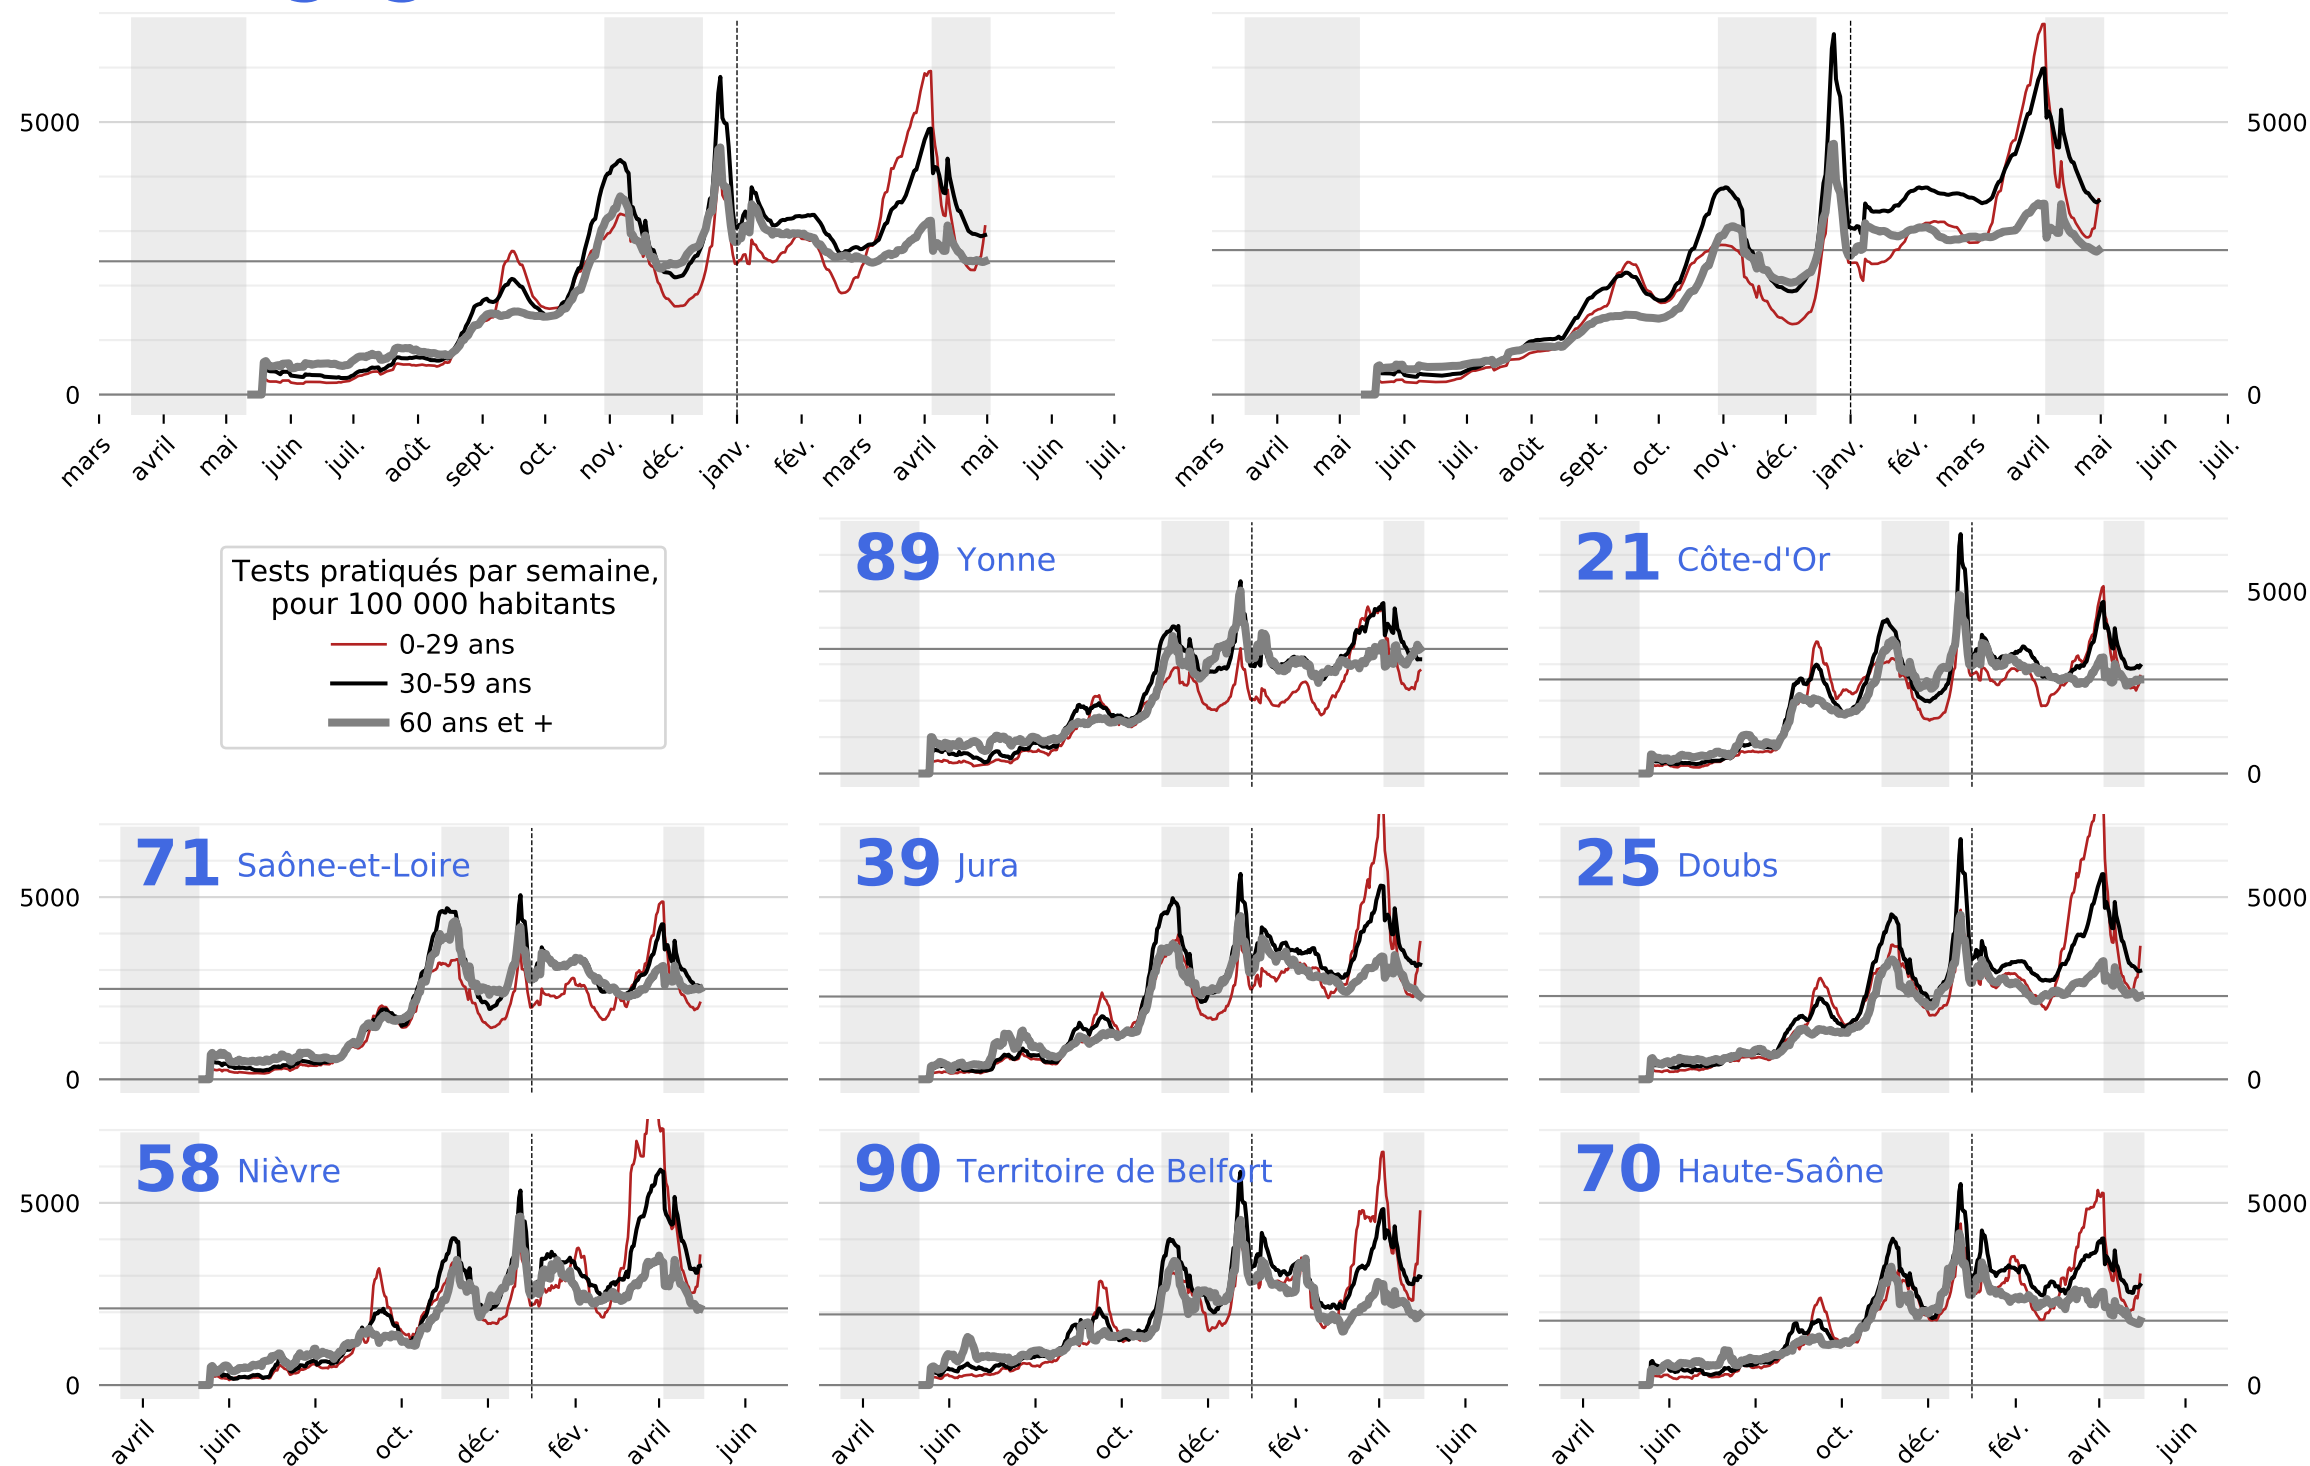 5000
5000
0
0
mars avril mai juin juil. août sept. oct. nov. déc. janv. fév. mars avril mai juin juil.
mars avril mai juin juil. août sept. oct. nov. déc. janv. fév. mars avril mai juin juil.
Tests pratiqués par semaine,
pour 100 000 habitants
0-29 ans
30-59 ans
60 ans et +
89 Yonne
21 Côte-d'Or
5000
0
71 Saône-et-Loire
39 Jura
25 Doubs
5000
5000
0
0
58 Nièvre
90 Territoire de Belfort
70 Haute-Saône
5000
5000
0
0
avril juin août oct. déc. fév. avril juin
avril juin août oct. déc. fév. avril juin
avril juin août oct. déc. fév. avril juin